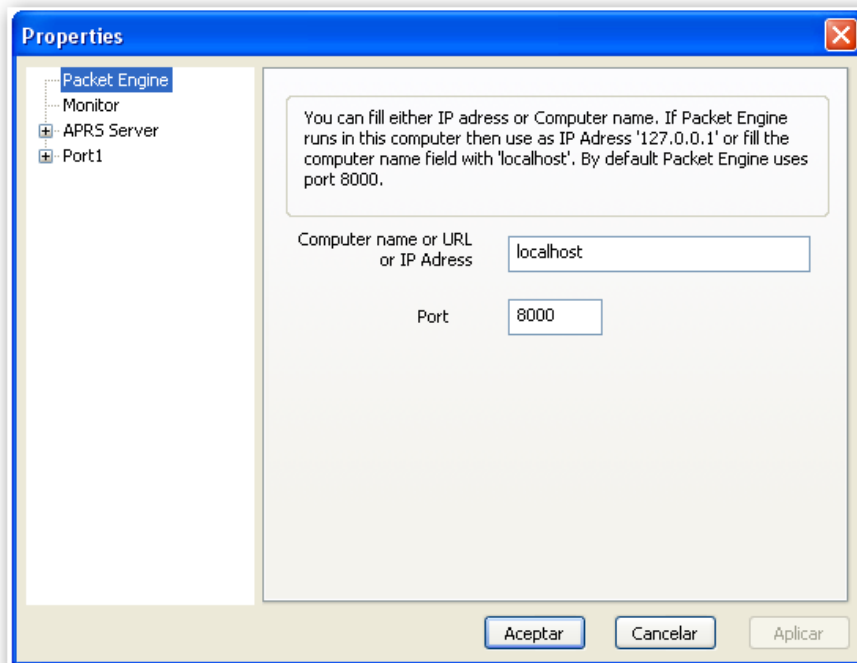 Properties
Packet Engine
Monitor
APRS Server
Port1
You can fill either IP adress or Computer name. If Packet Engine
runs in this computer then use as IP Adress '127.0.0.1' or fill the
computer name field with 'localhost'. By default Packet Engine uses
port 8000.
Computer name or URL
or IP Adress
localhost
Port
8000
Aceptar
Cancelar
Aplicar